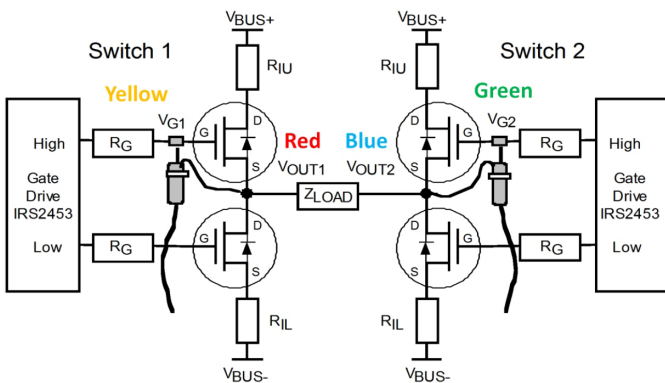 VBUS+
VBUS+
Switch 1
Switch 2
RIU
RIU
Yellow
Green
VG1
VG2
High
RG
G
D
S
Red
Blue
D
S
G
RG
High
VOUT1
VOUT2
Gate
Drive
IRS2453
ZLOAD
Gate
Drive
IRS2453
Low
RG
G
D
S
D
S
G
RG
Low
RIL
RIL
VBUS-
VBUS-